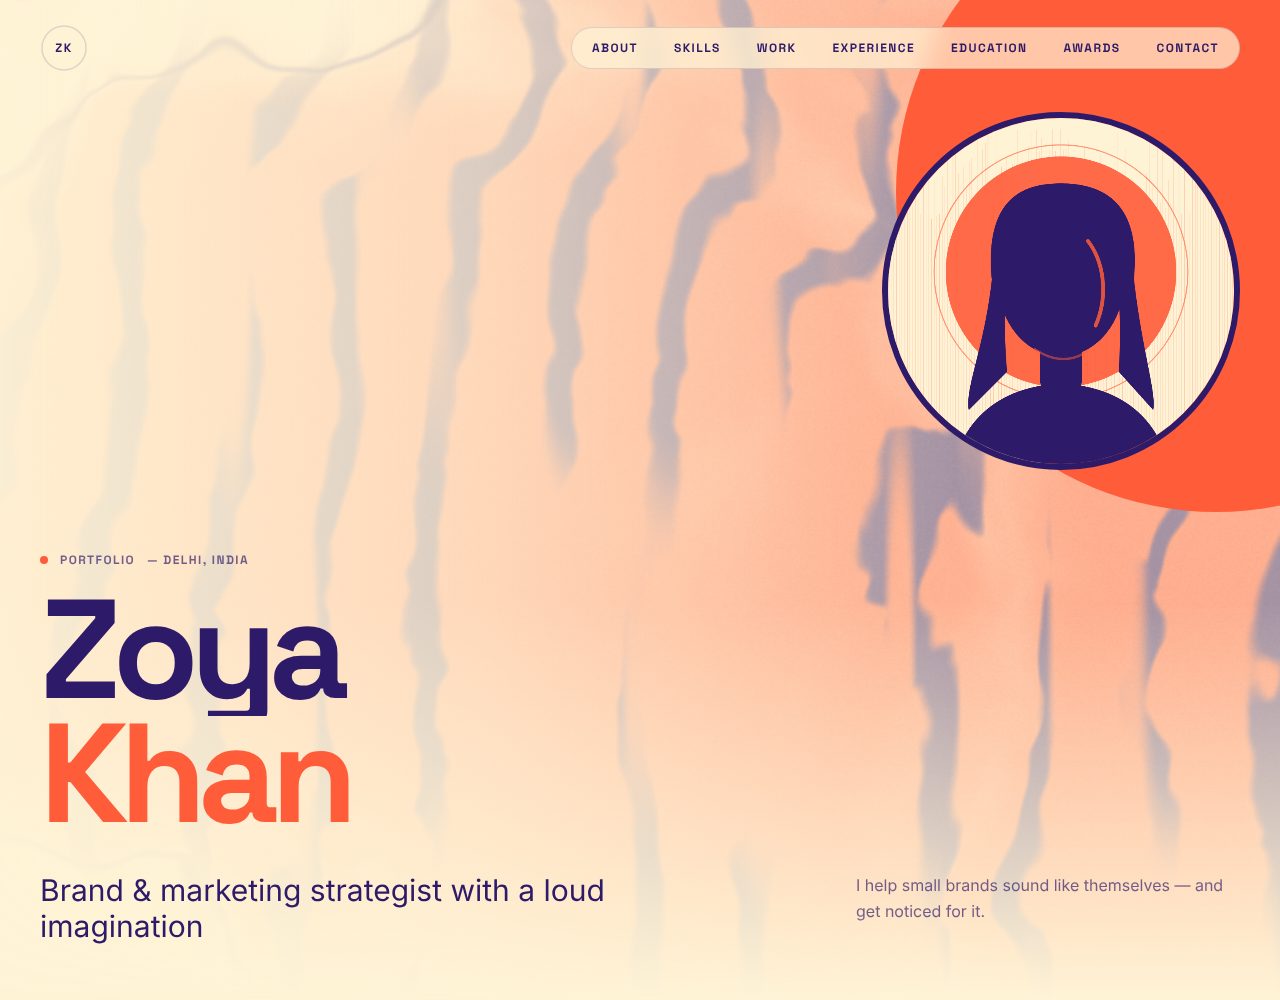 ZK
ABOUT SKILLS WORK EXPERIENCE EDUCATION AWARDS CONTACT
PORTFOLIO — DELHI, INDIA
Zoya
Khan
Brand & marketing strategist with a loud
imagination
I help small brands sound like themselves — and
get noticed for it.